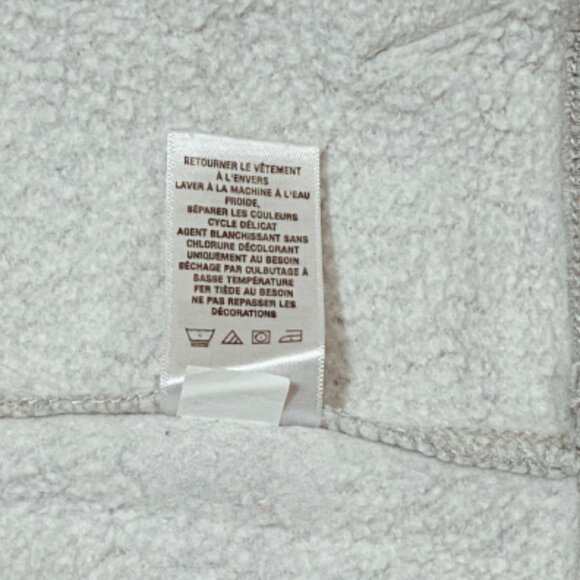 RETOURNER LE VÊTEMENT
À L'ENVERS
LAVER À LA MACHINE À L'EAU
FROIDE,
SÉPARER LES COULEURS
CYCLE DÉLICAT
AGENT BLANCHISSANT SANS
CHLORURE DÉCOLORANT
UNIQUEMENT AU BESOIN
SÉCHAGE PAR CULBUTAGE À
BASSE TEMPÉRATURE
FER TIÈDE AU BESOIN
NE PAS REPASSER LES
DÉCORATIONS